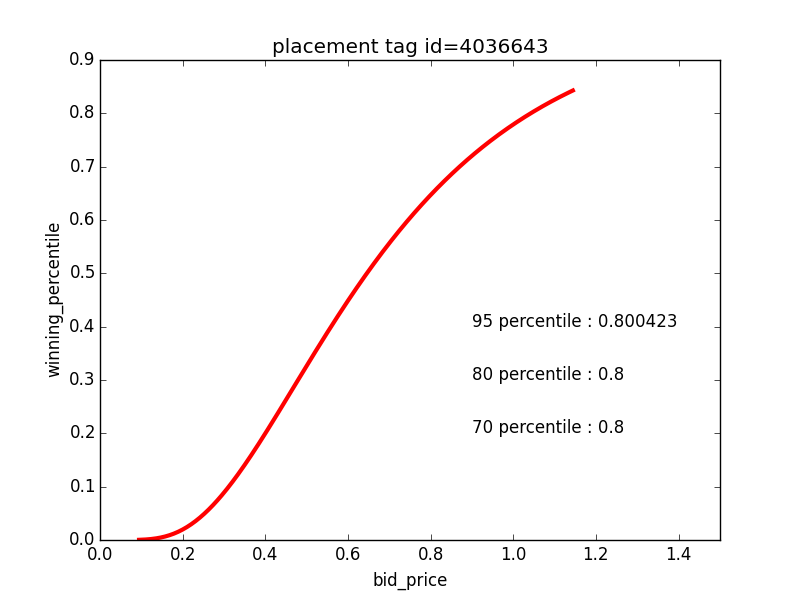 placement tag id=4036643
0.9
0.8
0.7
0.6
0.5
0.4
0.3
0.2
0.1
0.0
winning_percentile
95 percentile : 0.800423
80 percentile : 0.8
70 percentile : 0.8
0.0 0.2 0.4 0.6 0.8 1.0 1.2 1.4
bid_price